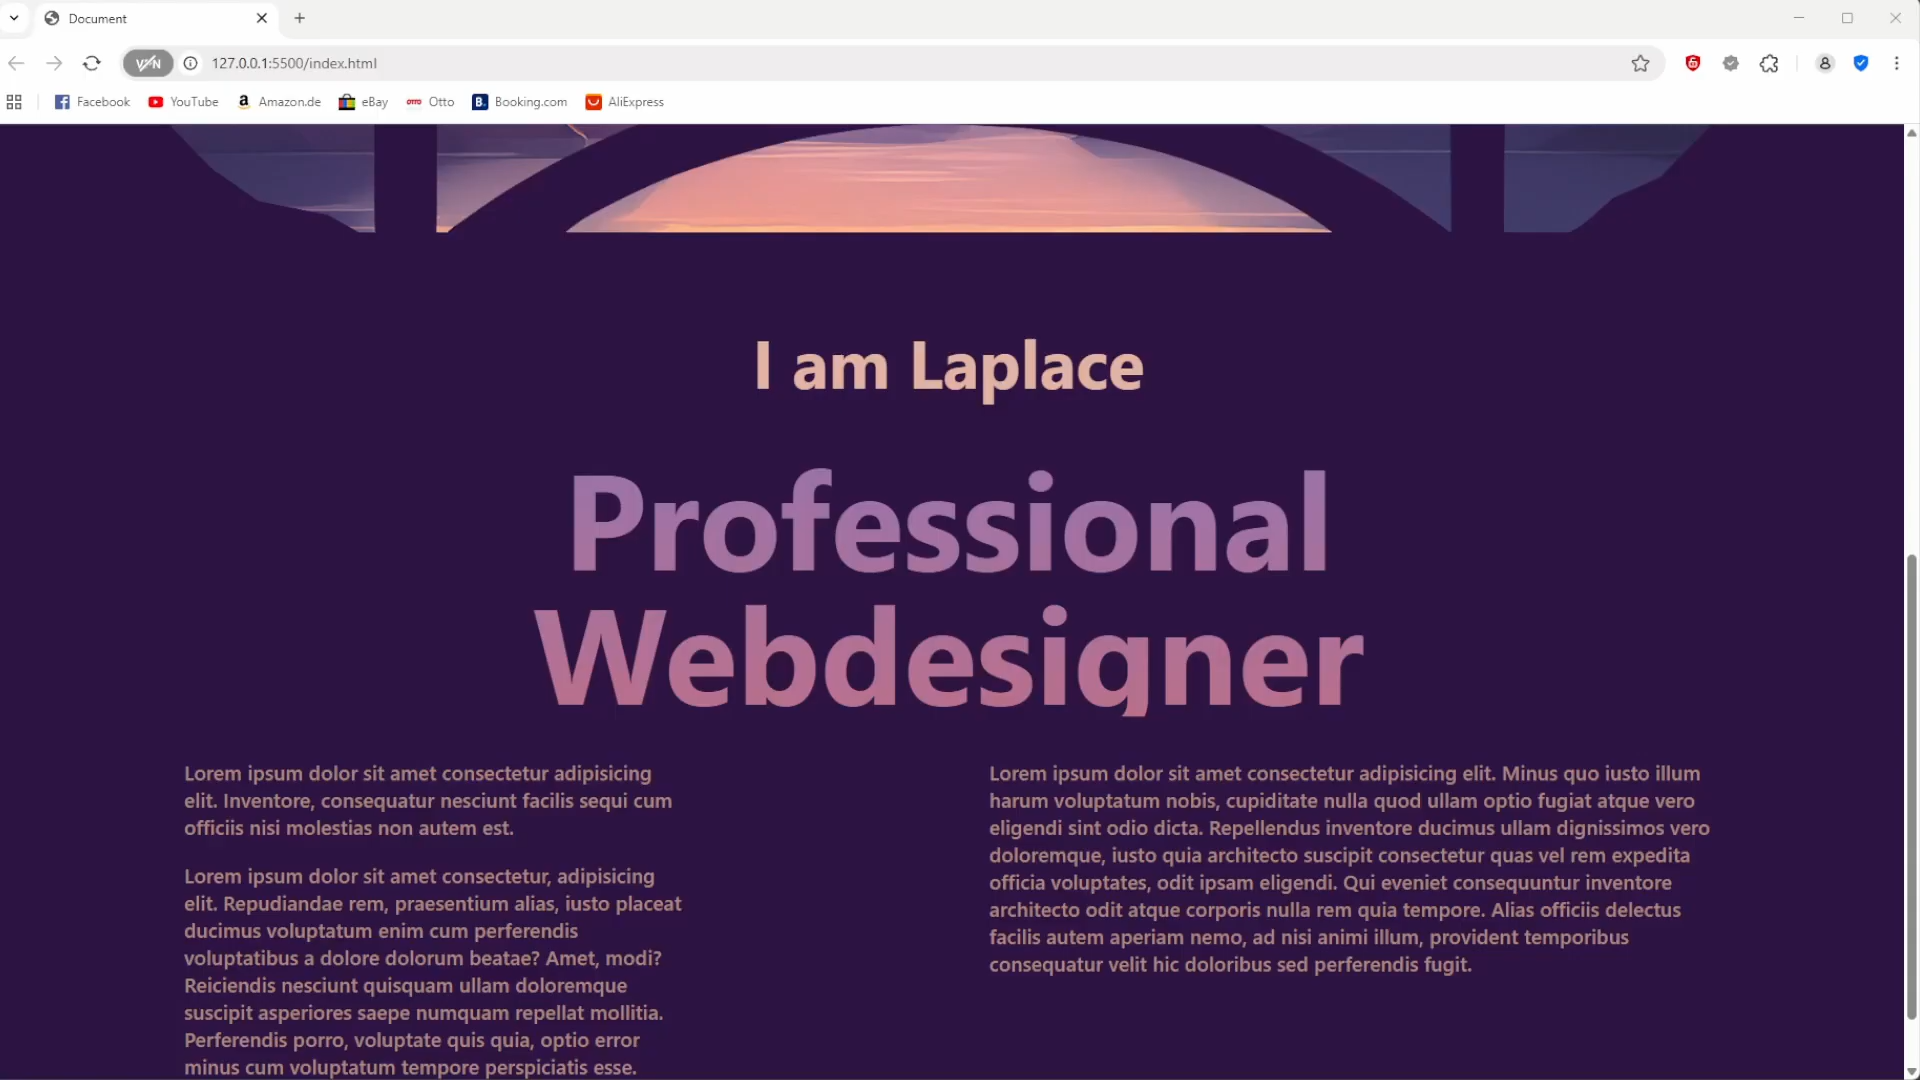 Document
VPN
127.0.0.1:5500/index.html
Facebook YouTube Amazon.de eBay Otto Booking.com AliExpress
I am Laplace
Professional
Webdesigner
Lorem ipsum dolor sit amet consectetur adipisicing
elit. Inventore, consequatur nesciunt facilis sequi cum
officiis nisi molestias non autem est.
Lorem ipsum dolor sit amet consectetur, adipisicing
elit. Repudiandae rem, praesentium alias, iusto placeat
ducimus voluptatum enim cum perferendis
voluptatibus a dolore dolorum beatae? Amet, modi?
Reiciendis nesciunt quisquam ullam doloremque
suscipit asperiores saepe numquam repellat mollitia.
Perferendis porro, voluptate quis quia, optio error
minus cum voluptatum tempore perspiciatis esse.
Lorem ipsum dolor sit amet consectetur adipisicing elit. Minus quo iusto illum
harum voluptatum nobis, cupiditate nulla quod ullam optio fugiat atque vero
eligendi sint odio dicta. Repellendus inventore ducimus ullam dignissimos vero
doloremque, iusto quia architecto suscipit consectetur quas vel rem expedita
officia voluptates, odit ipsam eligendi. Qui eveniet consequuntur inventore
architecto odit atque corporis nulla rem quia tempore. Alias officiis delectus
facilis autem aperiam nemo, ad nisi animi illum, provident temporibus
consequatur velit hic doloribus sed perferendis fugit.